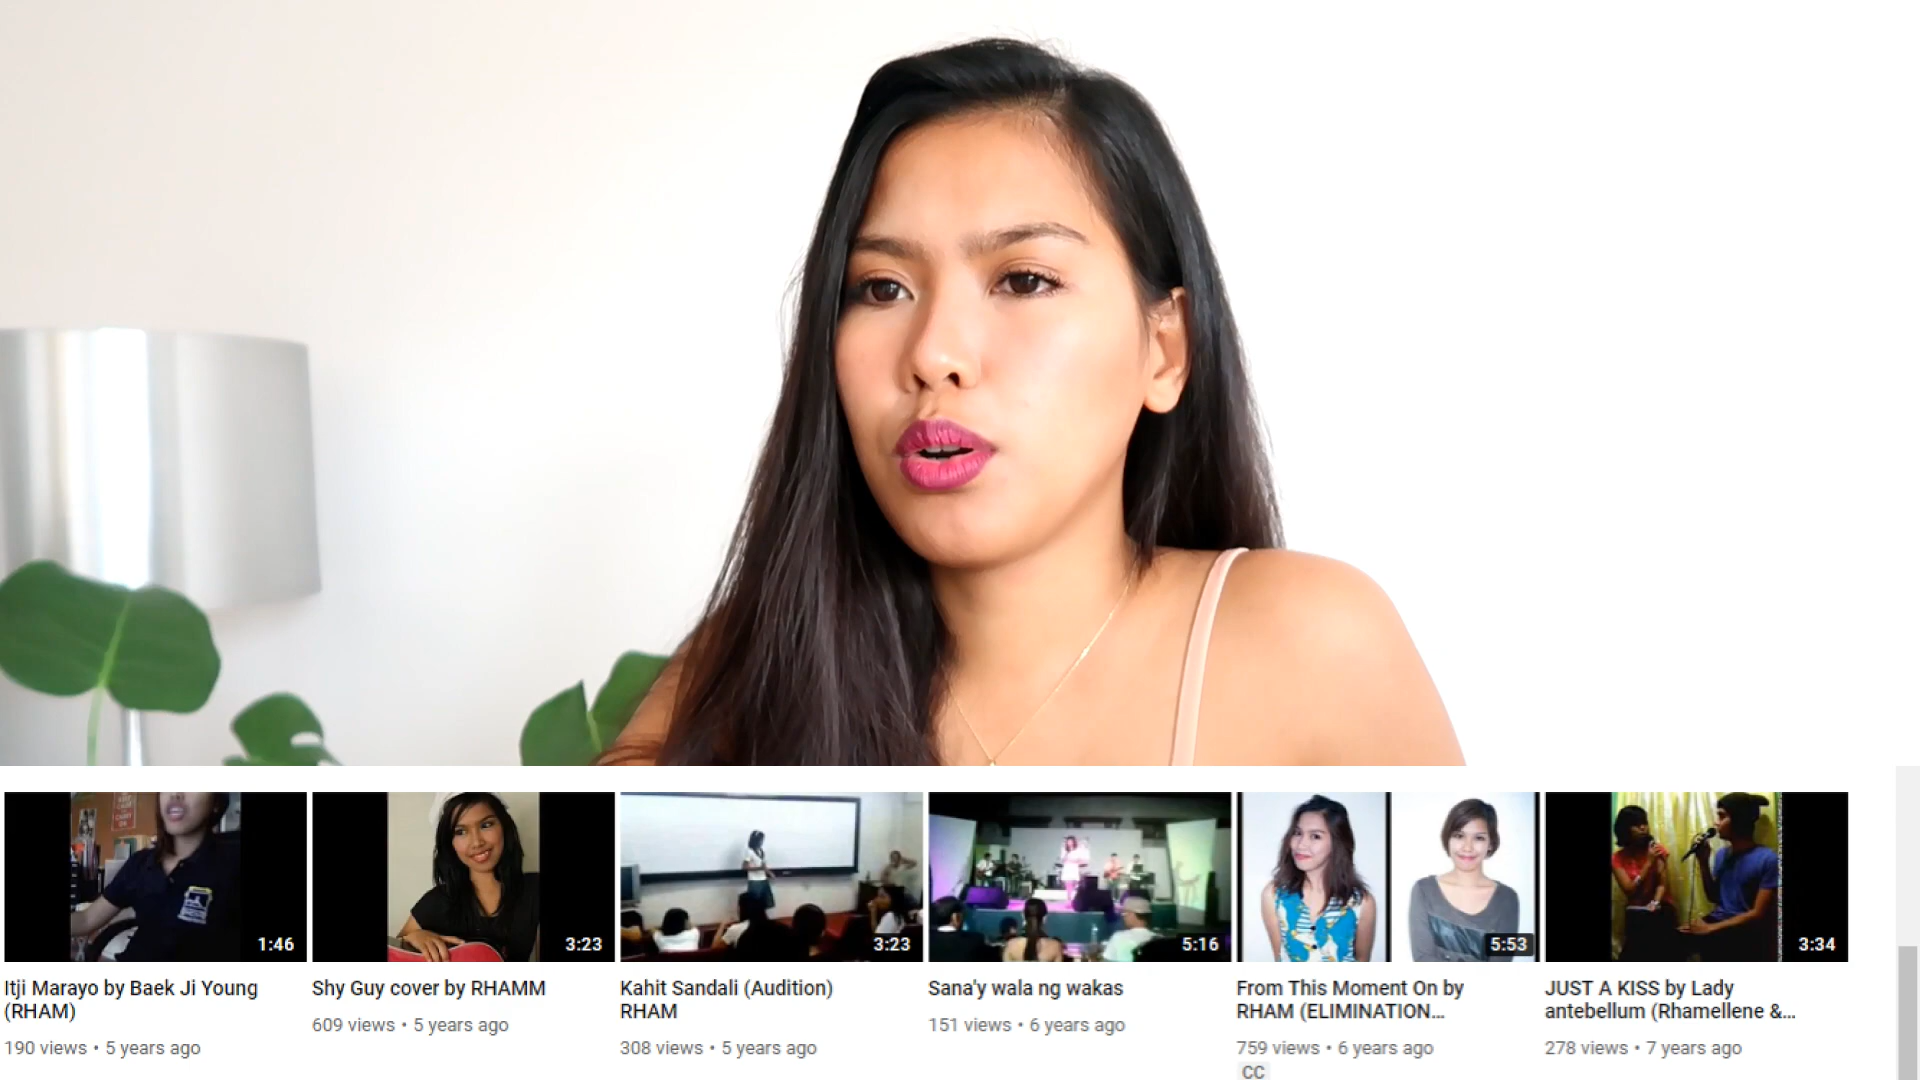 1:46
3:23
3:23
5:16
5:53
3:34
Itji Marayo by Baek Ji Young
(RHAM)
190 views • 5 years ago
Shy Guy cover by RHAMM
609 views • 5 years ago
Kahit Sandali (Audition)
RHAM
308 views • 5 years ago
Sana'y wala ng wakas
151 views • 6 years ago
From This Moment On by
RHAM (ELIMINATION...
759 views • 6 years ago
CC
JUST A KISS by Lady
antebellum (Rhamellene &...
278 views • 7 years ago